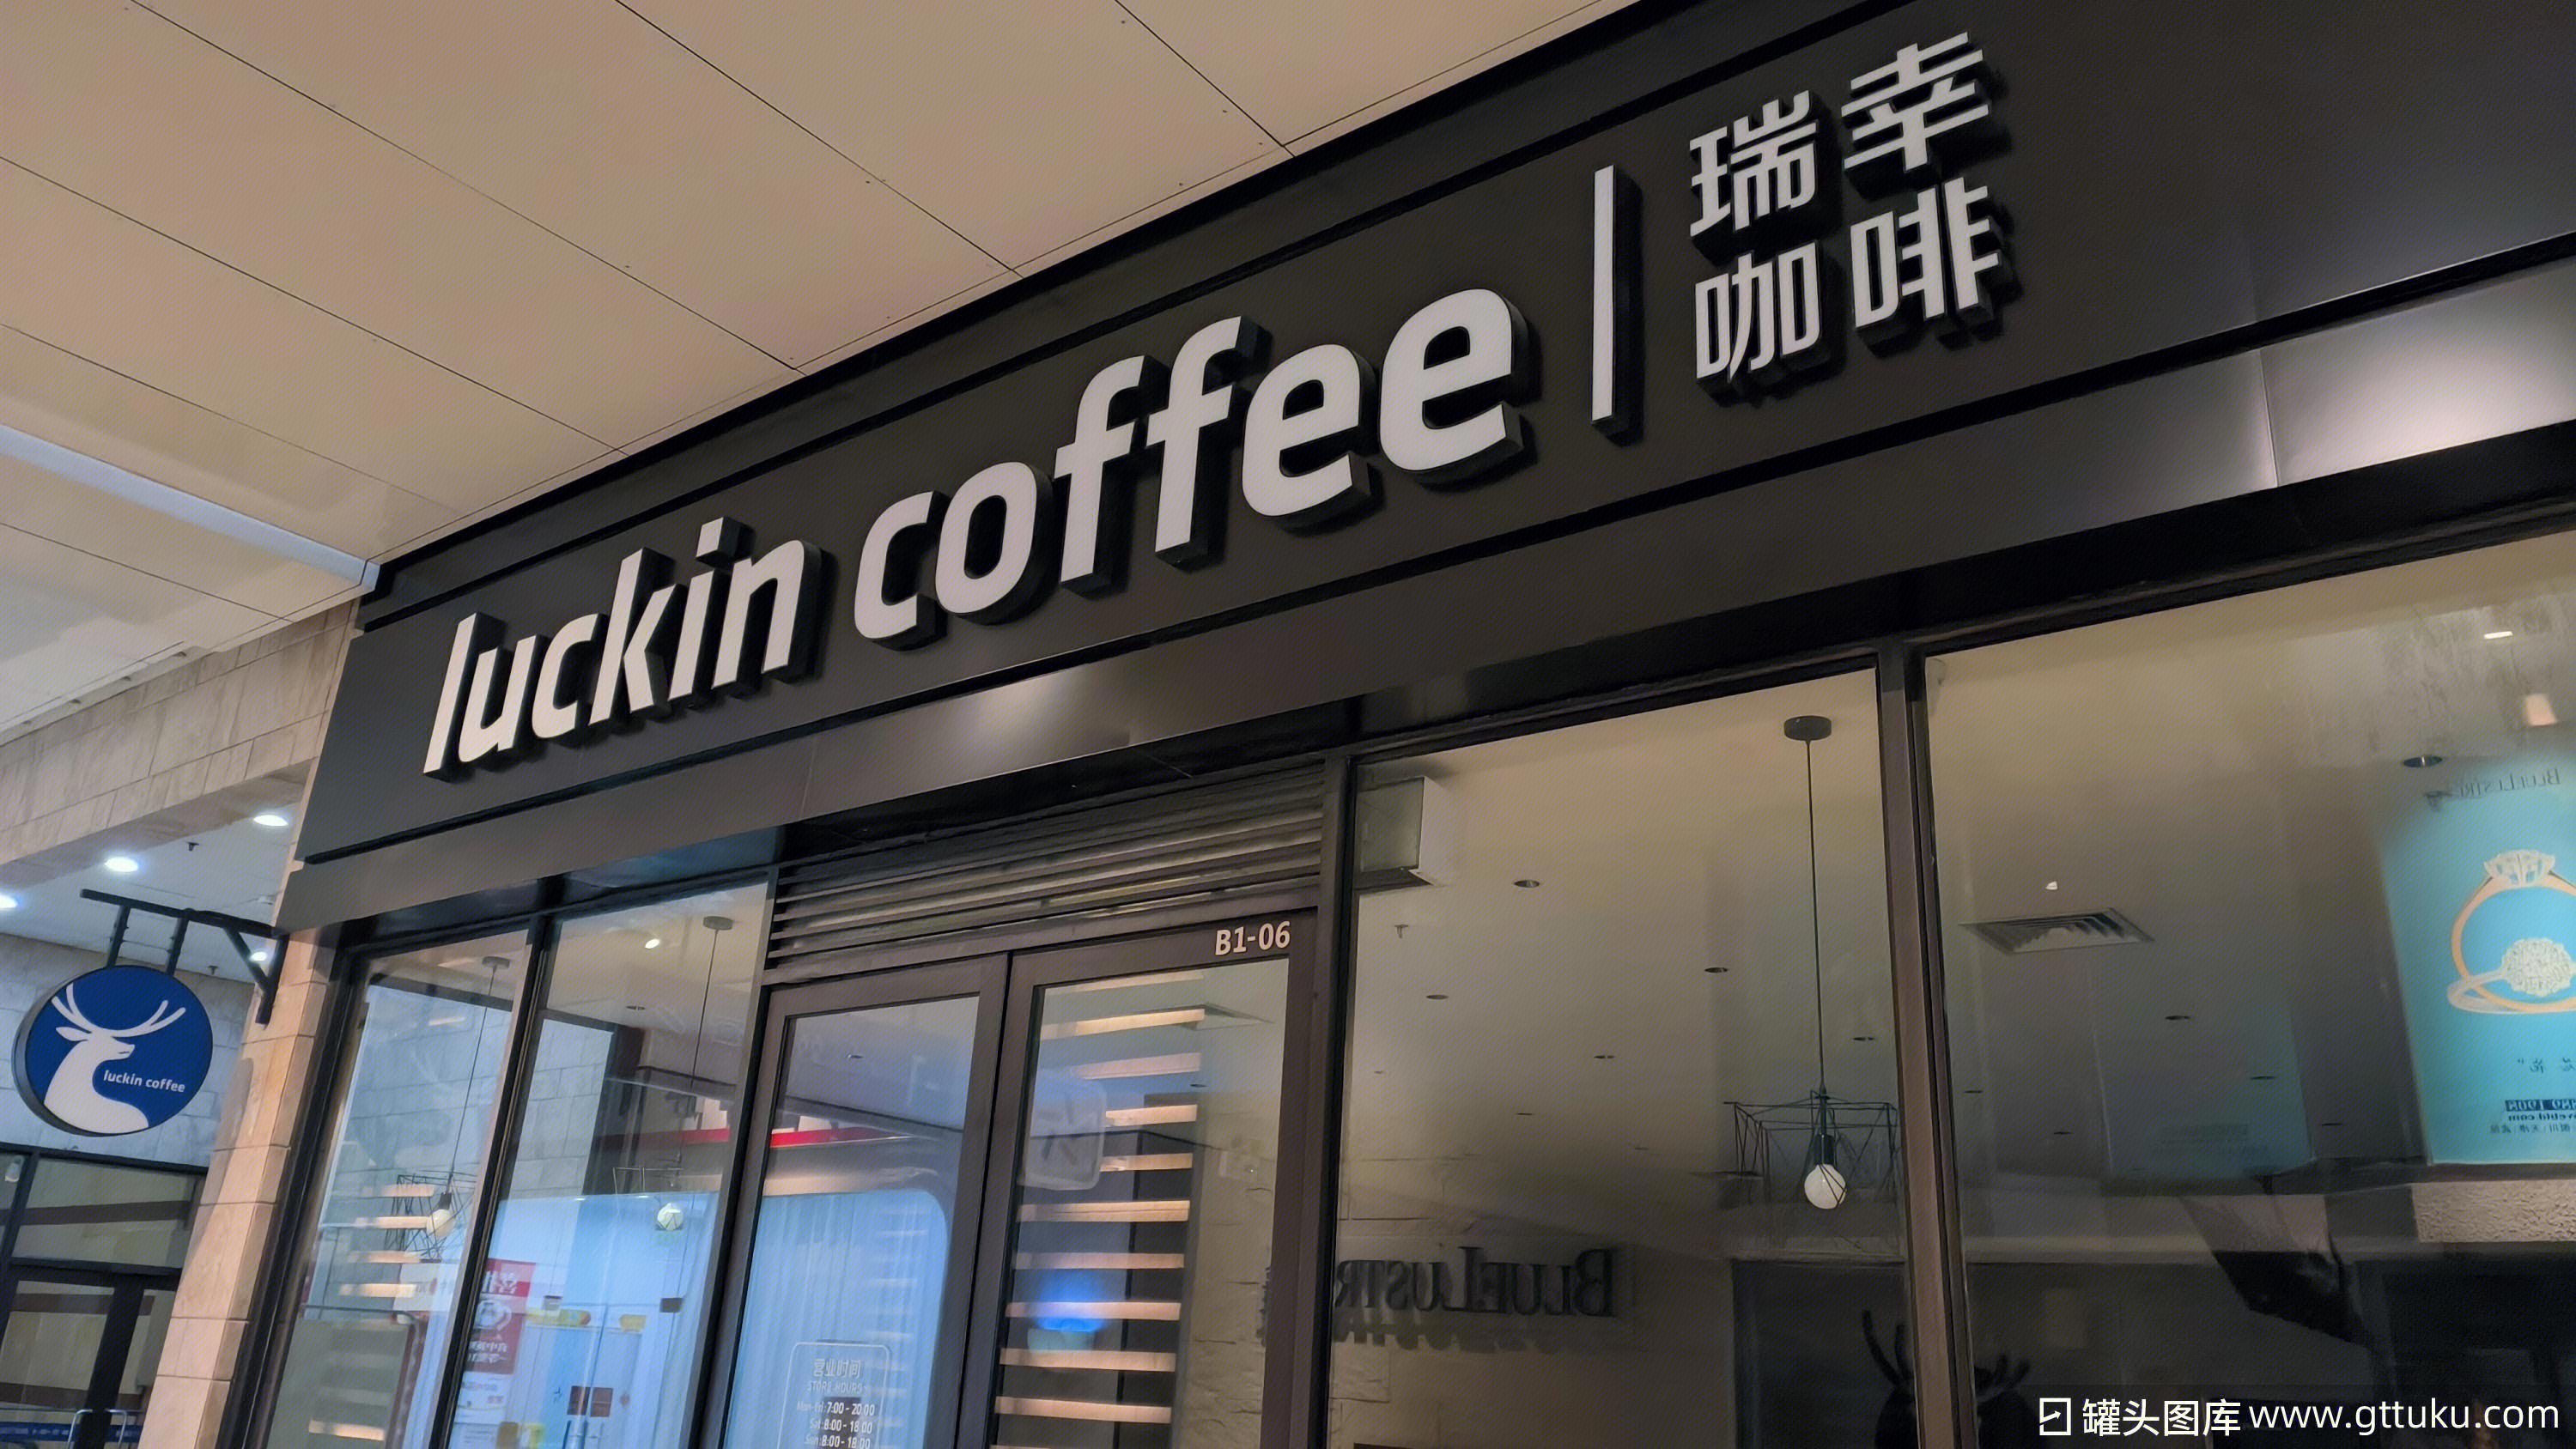 luckin coffee
瑞幸
咖啡
B1-06
luckin coffee
营业时间
STORE HOURS
Mon-Fri:7:00-20:00
Sat:8:00-18:00
Sun:8:00-18:00
BLUELUSTR
罐头图库 www.gttuku.com